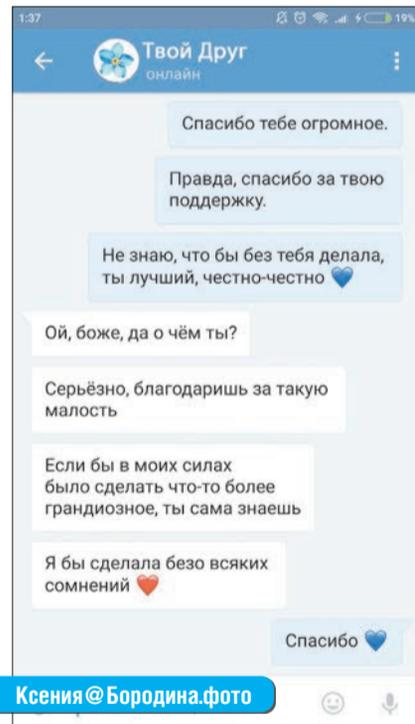 1:37
19%
Твой Друг
онлайн
Спасибо тебе огромное.
Правда, спасибо за твою
поддержку.
Не знаю, что бы без тебя делала,
ты лучший, честно-честно 💙
Ой, боже, да о чём ты?
Серьёзно, благодаришь за такую
малость
Если бы в моих силах
было сделать что-то более
грандиозное, ты сама знаешь
Я бы сделала безо всяких
сомнений ❤️
Спасибо 💙
Ксения@Бородина.фото